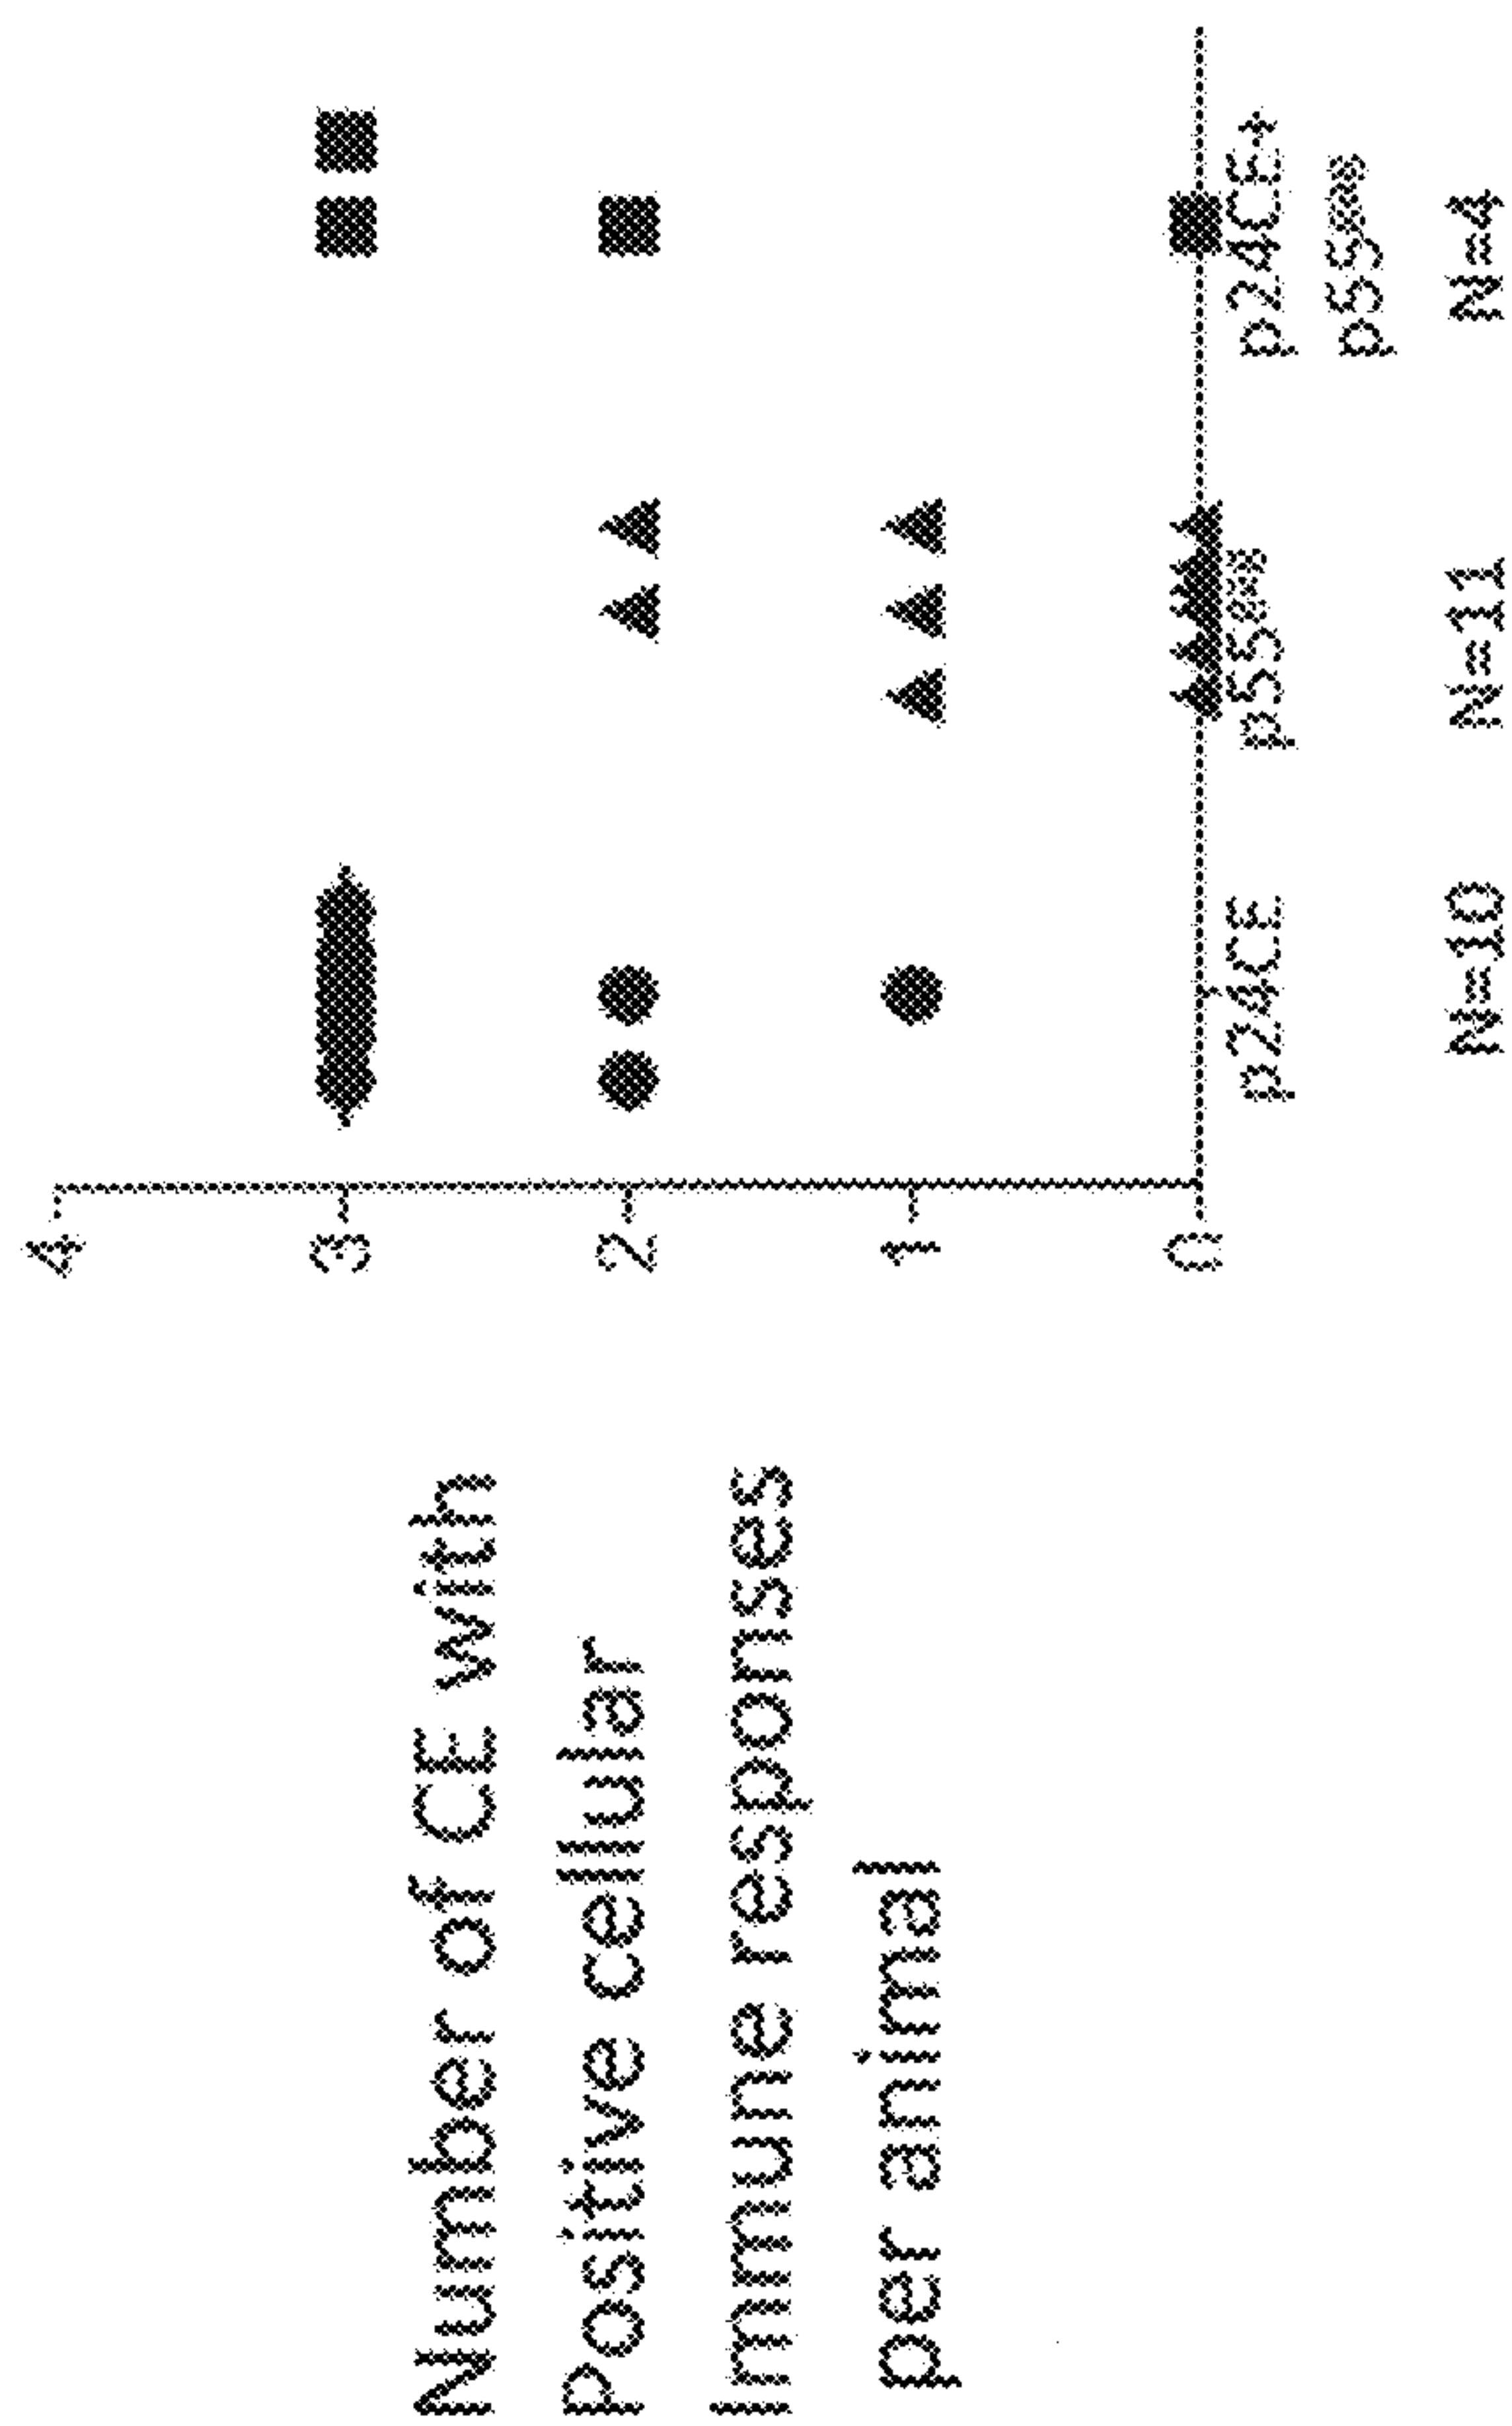 Number of CE with
Positive cellular
Immune responses
per animal
4
3
2
1
0
p24CE
p55gag
p24CE+
p55gag
N=10
N=11
N=4